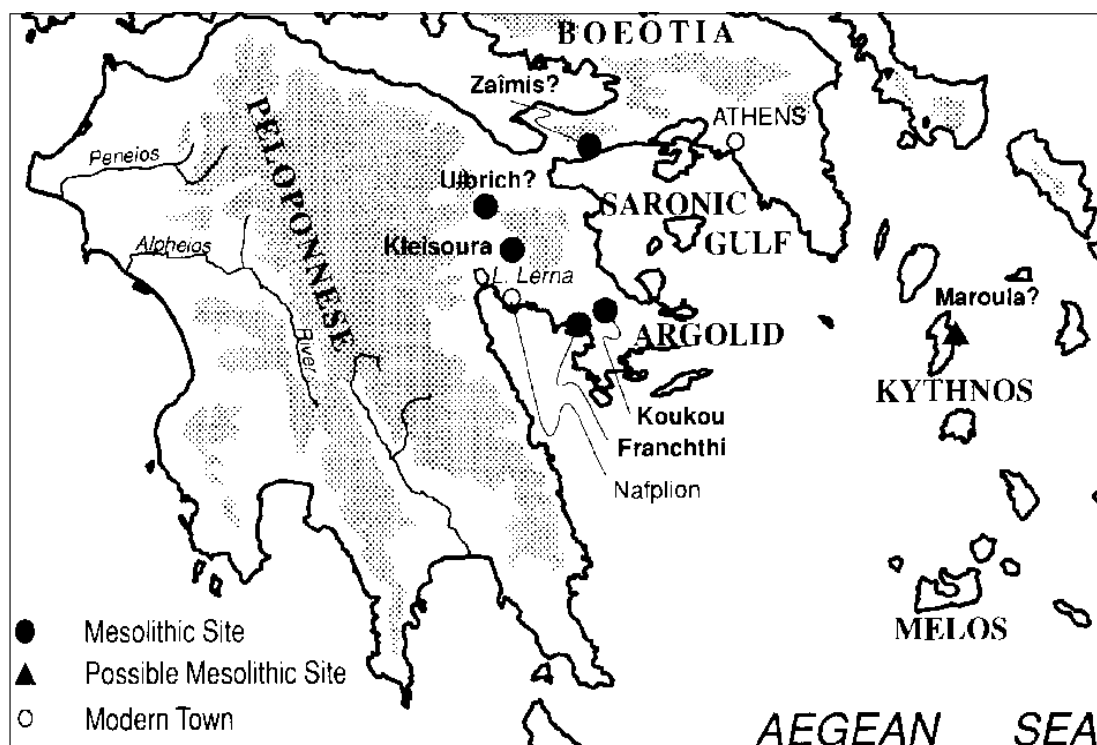 BOEOTIA
Zaïmis?
ATHENS
PELOPONNESE
Peneios
Ulbrich?
SARONIC
GULF
Kleisoura
Alpheios
River
L. Lerna
Maroula?
ARGOLID
KYTHNOS
Koukou
Franchthi
Nafplion
MELOS
Mesolithic Site
Possible Mesolithic Site
Modern Town
AEGEAN SEA